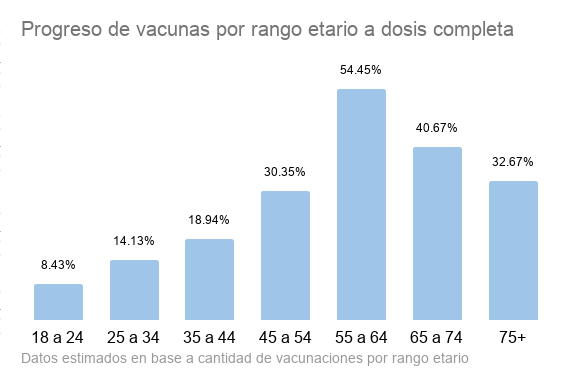 Progreso de vacunas por rango etario a dosis completa
54.45%
40.67%
32.67%
30.35%
18.94%
14.13%
8.43%
18 a 24 25 a 34 35 a 44 45 a 54 55 a 64 65 a 74 75+
Datos estimados en base a cantidad de vacunaciones por rango etario